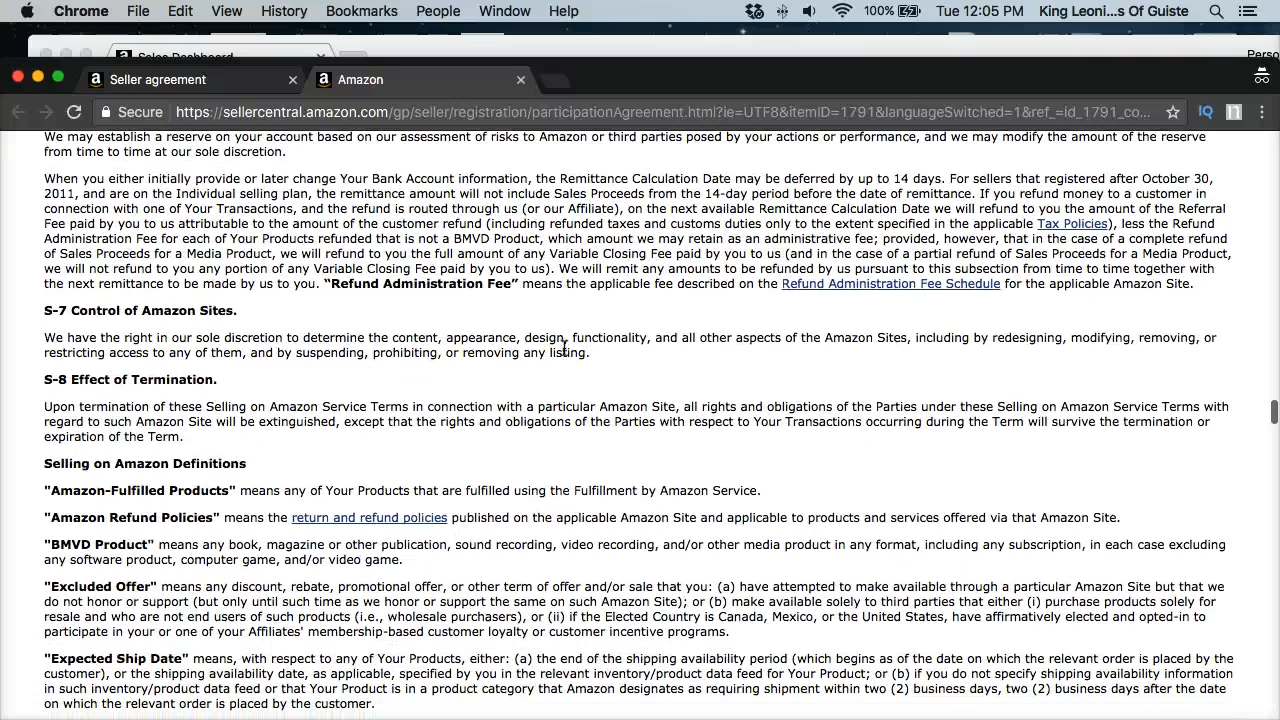 Chrome File Edit View History Bookmarks People Window Help 100% Tue 12:05 PM King Leoni... Of Guiste
Sales Dashboard
Perso
Seller agreement Amazon
Secure https://sellercentral.amazon.com/gp/seller/registration/participationAgreement.html?ie=UTF8&itemID=1791&languageSwitched=1&ref_=id_1791_co...
We may establish a reserve on your account based on our assessment of risks to Amazon or third parties posed by your actions or performance, and we may modify the amount of the reserve
from time to time at our sole discretion.
When you either initially provide or later change Your Bank Account information, the Remittance Calculation Date may be deferred by up to 14 days. For sellers that registered after October 30,
2011, and are on the Individual selling plan, the remittance amount will not include Sales Proceeds from the 14-day period before the date of remittance. If you refund money to a customer in
connection with one of Your Transactions, and the refund is routed through us (or our Affiliate), on the next available Remittance Calculation Date we will refund to you the amount of the Referral
Fee paid by you to us attributable to the amount of the customer refund (including refunded taxes and customs duties only to the extent specified in the applicable Tax Policies), less the Refund
Administration Fee for each of Your Products refunded that is not a BMVD Product, which amount we may retain as an administrative fee; provided, however, that in the case of a complete refund
of Sales Proceeds for a Media Product, we will refund to you the full amount of any Variable Closing Fee paid by you to us (and in the case of a partial refund of Sales Proceeds for a Media Product,
we will not refund to you any portion of any Variable Closing Fee paid by you to us). We will remit any amounts to be refunded by us pursuant to this subsection from time to time together with
the next remittance to be made by us to you. “Refund Administration Fee” means the applicable fee described on the Refund Administration Fee Schedule for the applicable Amazon Site.
S-7 Control of Amazon Sites.
We have the right in our sole discretion to determine the content, appearance, design, functionality, and all other aspects of the Amazon Sites, including by redesigning, modifying, removing, or
restricting access to any of them, and by suspending, prohibiting, or removing any listing.
S-8 Effect of Termination.
Upon termination of these Selling on Amazon Service Terms in connection with a particular Amazon Site, all rights and obligations of the Parties under these Selling on Amazon Service Terms with
regard to such Amazon Site will be extinguished, except that the rights and obligations of the Parties with respect to Your Transactions occurring during the Term will survive the termination or
expiration of the Term.
Selling on Amazon Definitions
"Amazon-Fulfilled Products" means any of Your Products that are fulfilled using the Fulfillment by Amazon Service.
"Amazon Refund Policies" means the return and refund policies published on the applicable Amazon Site and applicable to products and services offered via that Amazon Site.
"BMVD Product" means any book, magazine or other publication, sound recording, video recording, and/or other media product in any format, including any subscription, in each case excluding
any software product, computer game, and/or video game.
"Excluded Offer" means any discount, rebate, promotional offer, or other term of offer and/or sale that you: (a) have attempted to make available through a particular Amazon Site but that we
do not honor or support (but only until such time as we honor or support the same on such Amazon Site); or (b) make available solely to third parties that either (i) purchase products solely for
resale and who are not end users of such products (i.e., wholesale purchasers), or (ii) if the Elected Country is Canada, Mexico, or the United States, have affirmatively elected and opted-in to
participate in your or one of your Affiliates' membership-based customer loyalty or customer incentive programs.
"Expected Ship Date" means, with respect to any of Your Products, either: (a) the end of the shipping availability period (which begins as of the date on which the relevant order is placed by the
customer), or the shipping availability date, as applicable, specified by you in the relevant inventory/product data feed for Your Product; or (b) if you do not specify shipping availability information
in such inventory/product data feed or that Your Product is in a product category that Amazon designates as requiring shipment within two (2) business days, two (2) business days after the date
on which the relevant order is placed by the customer.